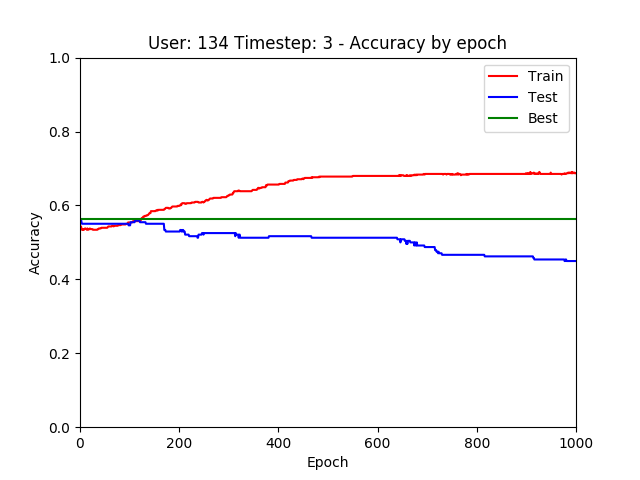 User: 134 Timestep: 3 - Accuracy by epoch
1.0
0.8
0.6
0.4
0.2
0.0
Accuracy
Train
Test
Best
0 200 400 600 800 1000
Epoch